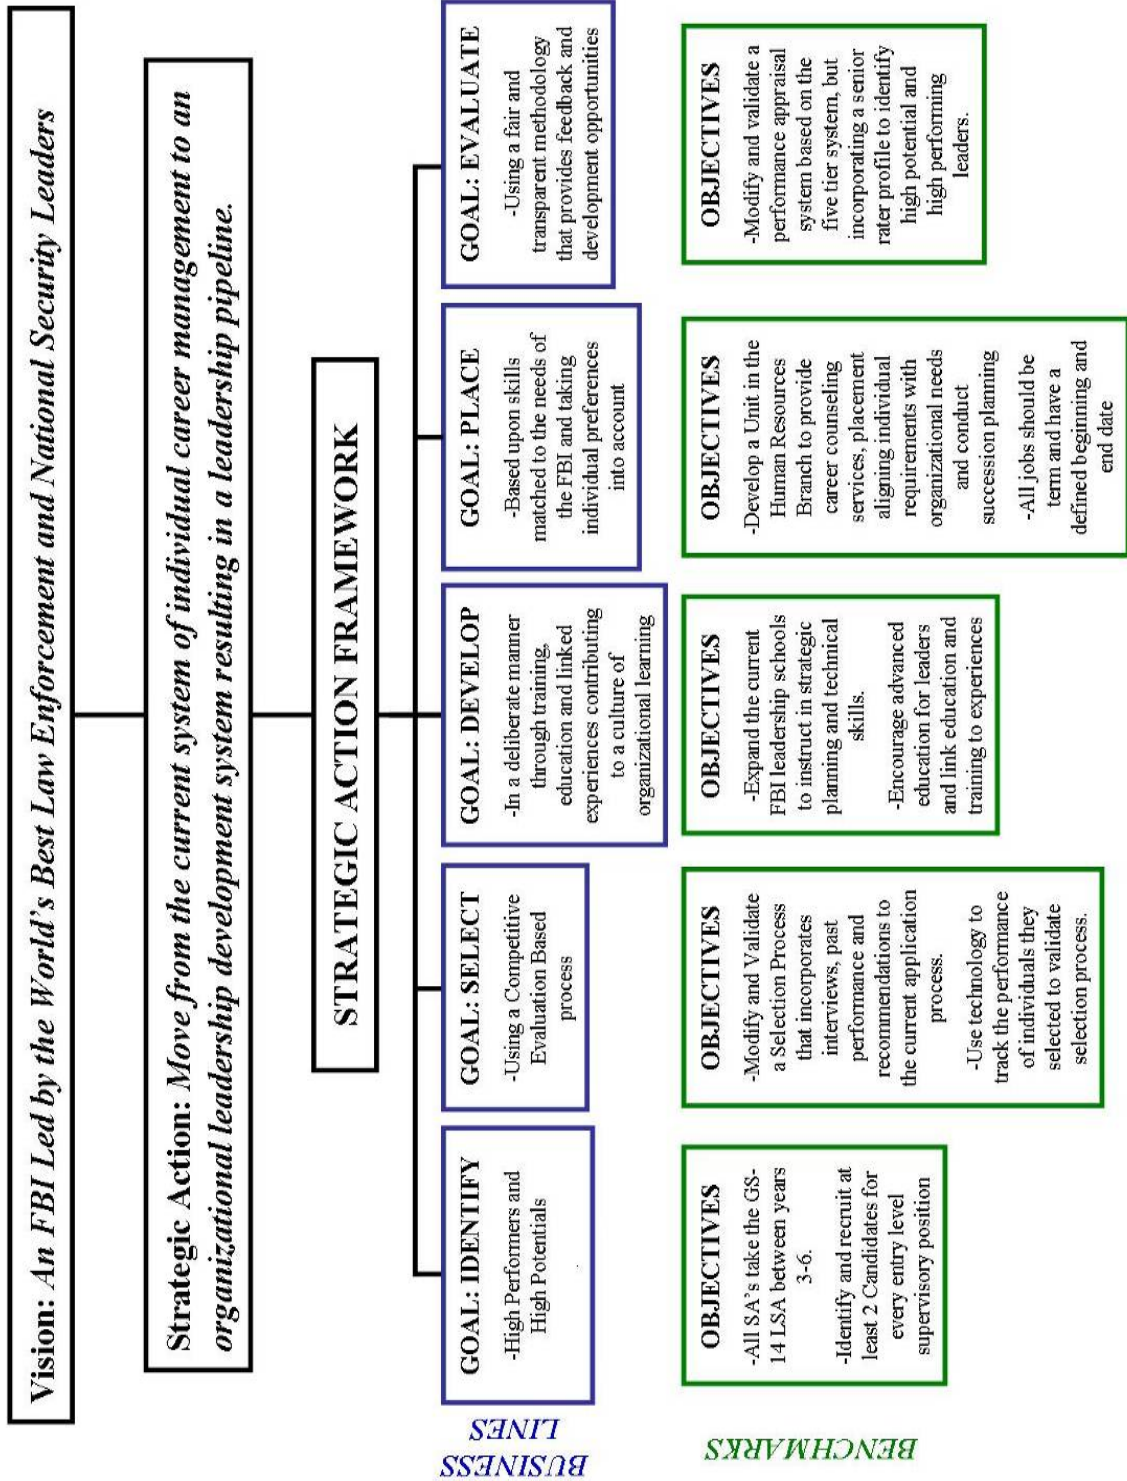 Vision: An FBI Led by the World's Best Law Enforcement and National Security Leaders
Strategic Action: Move from the current system of individual career management to an
organizational leadership development system resulting in a leadership pipeline.
STRATEGIC ACTION FRAMEWORK
BUSINESS
LINES
GOAL: IDENTIFY
-High Performers and
High Potentials
GOAL: SELECT
-Using a Competitive
Evaluation Based
process
GOAL: DEVELOP
-In a deliberate manner
through training,
education and linked
experiences contributing
to a culture of
organizational learning
GOAL: PLACE
-Based upon skills
matched to the needs of
the FBI and taking
individual preferences
into account
GOAL: EVALUATE
-Using a fair and
transparent methodology
that provides feedback and
development opportunities
BENCHMARKS
OBJECTIVES
-All SA's take the GS-
14 LSA between years
3-6.
-Identify and recruit at
least 2 Candidates for
every entry level
supervisory position
OBJECTIVES
-Modify and Validate
a Selection Process
that incorporates
interviews, past
performance and
recommendations to
the current application
process.
-Use technology to
track the performance
of individuals they
selected to validate
selection process.
OBJECTIVES
-Expand the current
FBI leadership schools
to instruct in strategic
planning and technical
skills.
-Encourage advanced
education for leaders
and link education and
training to experiences
OBJECTIVES
-Develop a Unit in the
Human Resources
Branch to provide
career counseling
services, placement
aligning individual
requirements with
organizational needs
and conduct
succession planning
-All jobs should be
term and have a
defined beginning and
end date
OBJECTIVES
-Modify and validate a
performance appraisal
system based on the
five tier system, but
incorporating a senior
rater profile to identify
high potential and
high performing
leaders.